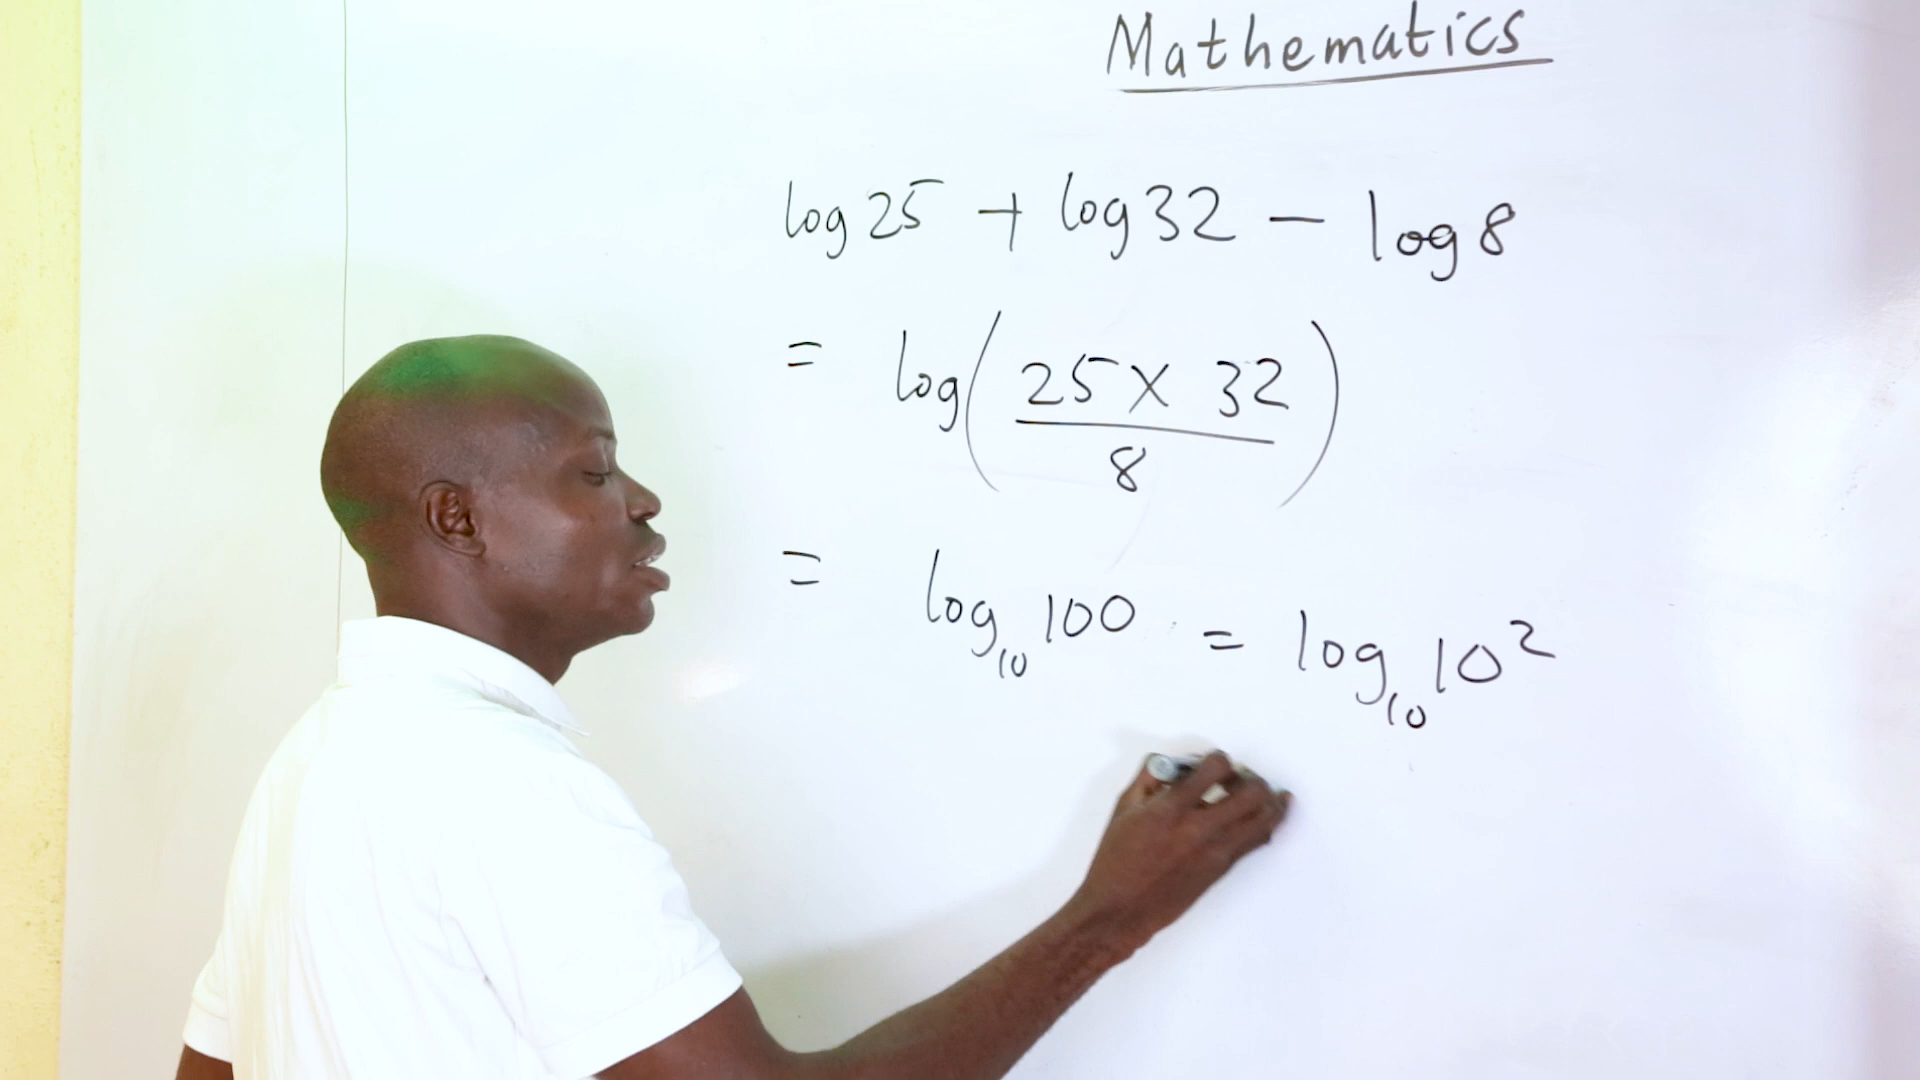 Mathematics
log 25 + log 32 − log 8
= log( 25 × 32 / 8 )
= log₁₀ 100 = log₁₀ 10²